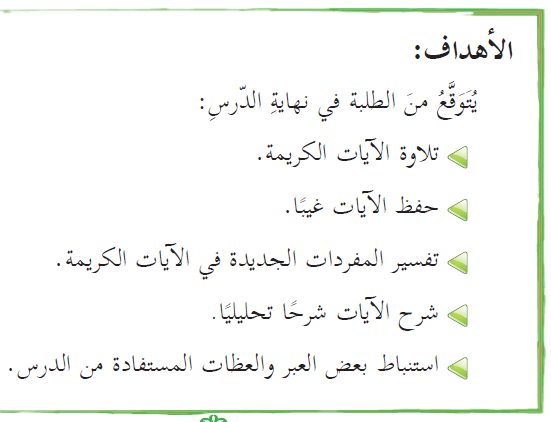 الأهداف:
يُتَوَقَّعُ منَ الطلبة في نهايةِ الدّرسِ:
تلاوة الآيات الكريمة.
حفظ الآيات غيبًا.
تفسير المفردات الجديدة في الآيات الكريمة.
شرح الآيات شرحًا تحليليًا.
استنباط بعض العبر والعظات المستفادة من الدرس.